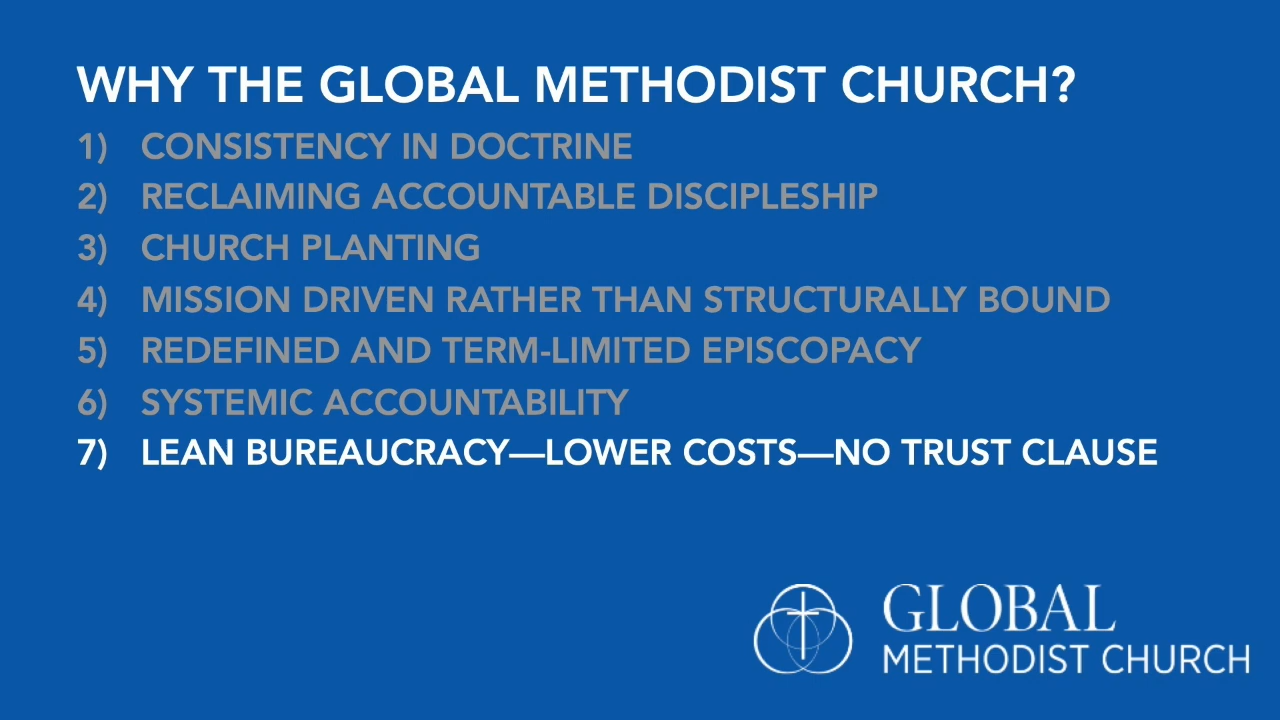 WHY THE GLOBAL METHODIST CHURCH?
1) CONSISTENCY IN DOCTRINE
2) RECLAIMING ACCOUNTABLE DISCIPLESHIP
3) CHURCH PLANTING
4) MISSION DRIVEN RATHER THAN STRUCTURALLY BOUND
5) REDEFINED AND TERM-LIMITED EPISCOPACY
6) SYSTEMIC ACCOUNTABILITY
7) LEAN BUREAUCRACY—LOWER COSTS—NO TRUST CLAUSE
GLOBAL
METHODIST CHURCH